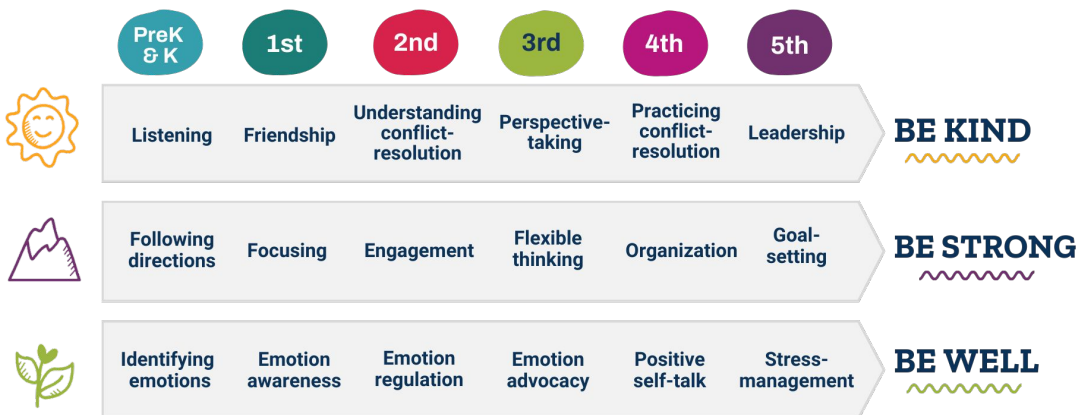 PreK
& K
1st
2nd
3rd
4th
5th
Listening
Friendship
Understanding
conflict-
resolution
Perspective-
taking
Practicing
conflict-
resolution
Leadership
BE KIND
Following
directions
Focusing
Engagement
Flexible
thinking
Organization
Goal-
setting
BE STRONG
Identifying
emotions
Emotion
awareness
Emotion
regulation
Emotion
advocacy
Positive
self-talk
Stress-
management
BE WELL